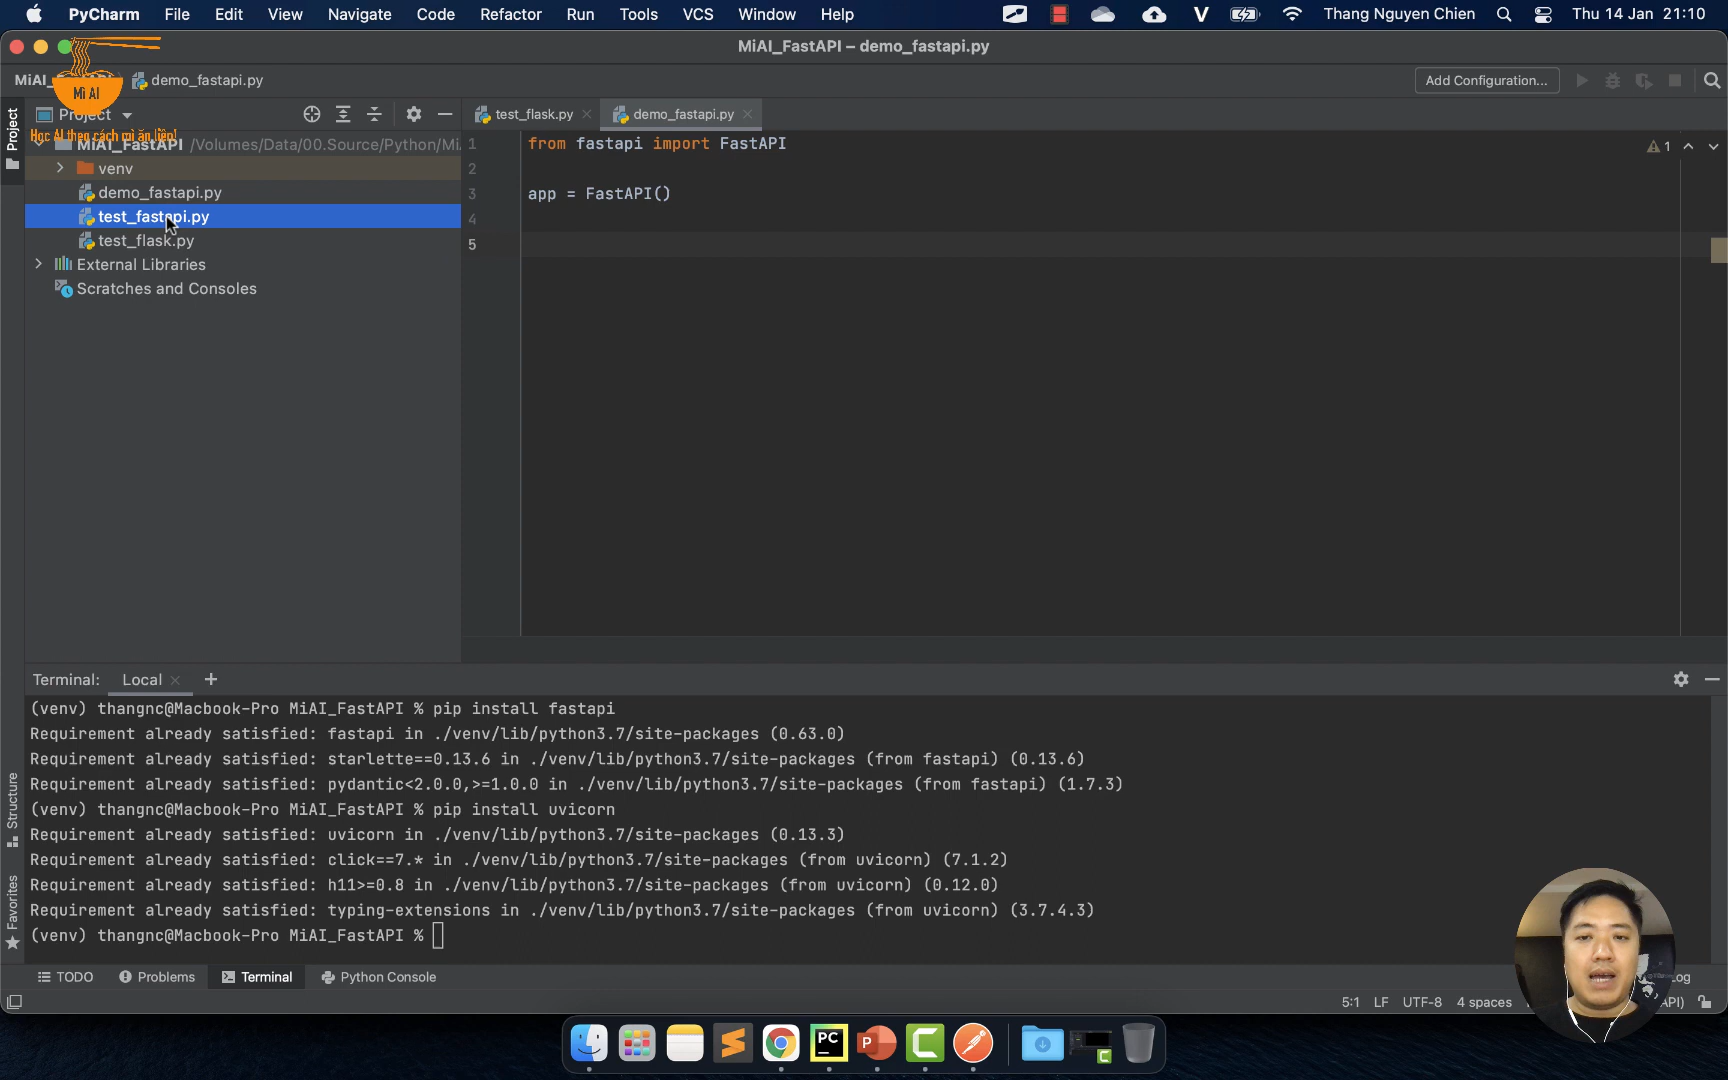 PyCharm File Edit View Navigate Code Refactor Run Tools VCS Window Help V Thang Nguyen Chien Thu 14 Jan 21:10
MiAI_FastAPI – demo_fastapi.py
MiAI_ demo_fastapi.py Add Configuration...
Mì AI
Học AI theo cách mì ăn liền!
Project
Project test_flask.py demo_fastapi.py
MiAI_FastAPI /Volumes/Data/00.Source/Python/Mi
venv
demo_fastapi.py
test_fastapi.py
test_flask.py
External Libraries
Scratches and Consoles
1 from fastapi import FastAPI
2
3 app = FastAPI()
4
5
1
Terminal: Local +
(venv) thangnc@Macbook-Pro MiAI_FastAPI % pip install fastapi
Requirement already satisfied: fastapi in ./venv/lib/python3.7/site-packages (0.63.0)
Requirement already satisfied: starlette==0.13.6 in ./venv/lib/python3.7/site-packages (from fastapi) (0.13.6)
Requirement already satisfied: pydantic<2.0.0,>=1.0.0 in ./venv/lib/python3.7/site-packages (from fastapi) (1.7.3)
(venv) thangnc@Macbook-Pro MiAI_FastAPI % pip install uvicorn
Requirement already satisfied: uvicorn in ./venv/lib/python3.7/site-packages (0.13.3)
Requirement already satisfied: click==7.* in ./venv/lib/python3.7/site-packages (from uvicorn) (7.1.2)
Requirement already satisfied: h11>=0.8 in ./venv/lib/python3.7/site-packages (from uvicorn) (0.12.0)
Requirement already satisfied: typing-extensions in ./venv/lib/python3.7/site-packages (from uvicorn) (3.7.4.3)
(venv) thangnc@Macbook-Pro MiAI_FastAPI %
Structure
Favorites
TODO Problems Terminal Python Console Log
5:1 LF UTF-8 4 spaces API)
PC P